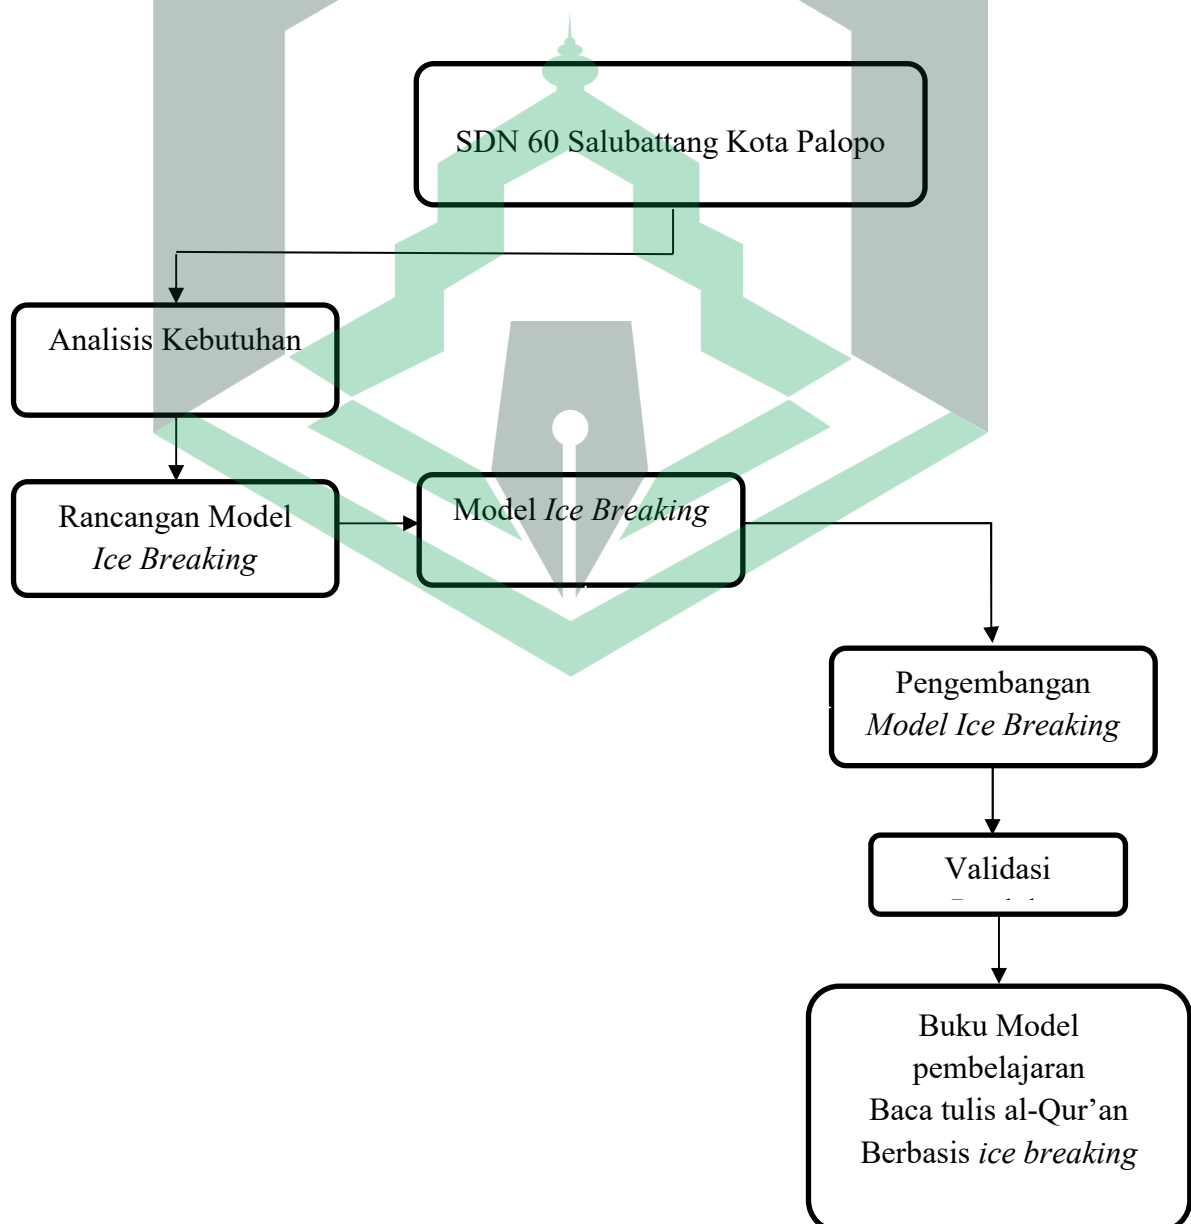 SDN 60 Salubattang Kota Palopo
Analisis Kebutuhan
Rancangan Model
Ice Breaking
Model Ice Breaking
Pengembangan
Model Ice Breaking
Validasi
Buku Model
pembelajaran
Baca tulis al-Qur’an
Berbasis ice breaking